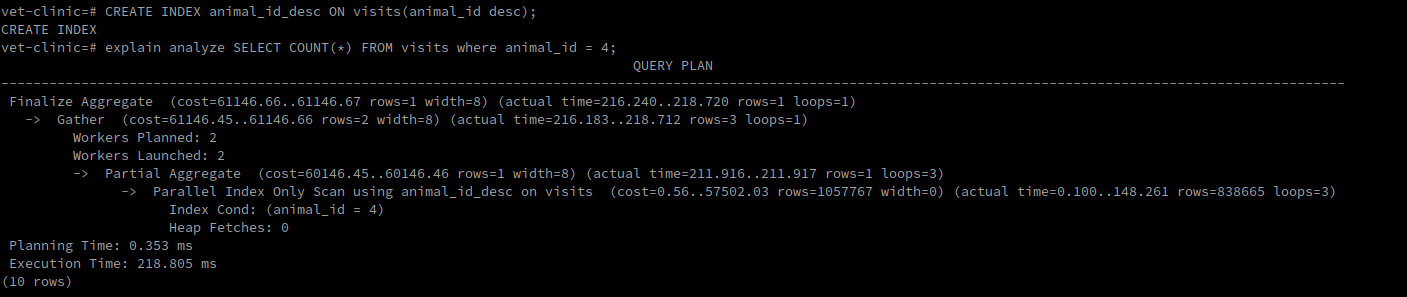 vet-clinic=# CREATE INDEX animal_id_desc ON visits(animal_id desc);
CREATE INDEX
vet-clinic=# explain analyze SELECT COUNT(*) FROM visits where animal_id = 4;
QUERY PLAN
------------------------------------------------------------------------------------------------------------------------------------------------------------------------
Finalize Aggregate  (cost=61146.66..61146.67 rows=1 width=8) (actual time=216.240..218.720 rows=1 loops=1)
->  Gather  (cost=61146.45..61146.66 rows=2 width=8) (actual time=216.183..218.712 rows=3 loops=1)
Workers Planned: 2
Workers Launched: 2
->  Partial Aggregate  (cost=60146.45..60146.46 rows=1 width=8) (actual time=211.916..211.917 rows=1 loops=3)
->  Parallel Index Only Scan using animal_id_desc on visits  (cost=0.56..57502.03 rows=1057767 width=0) (actual time=0.100..148.261 rows=838665 loops=3)
Index Cond: (animal_id = 4)
Heap Fetches: 0
Planning Time: 0.353 ms
Execution Time: 218.805 ms
(10 rows)